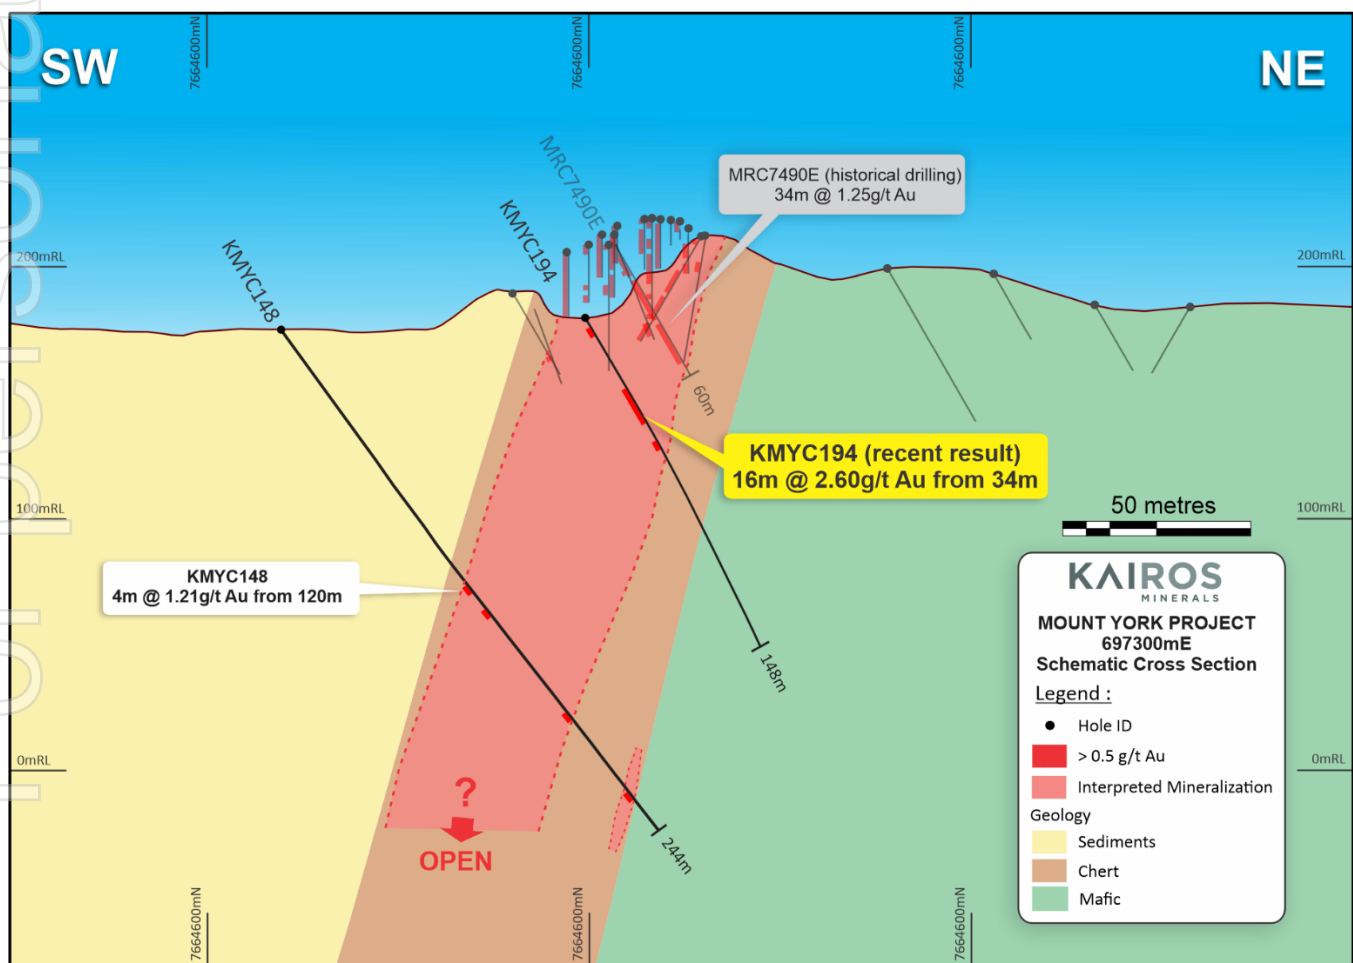 For personal use
SW
NE
7664600mN
7664600mN
7664600mN
MRC7490E (historical drilling)
34m @ 1.25g/t Au
MRC7490E
KMYC194
KMYC148
200mRL
200mRL
60m
KMYC194 (recent result)
16m @ 2.60g/t Au from 34m
100mRL
100mRL
50 metres
KMYC148
4m @ 1.21g/t Au from 120m
148m
KAIROS
MINERALS
MOUNT YORK PROJECT
697300mE
Schematic Cross Section
Legend :
Hole ID
> 0.5 g/t Au
Interpreted Mineralization
Geology
Sediments
Chert
Mafic
0mRL
0mRL
?
OPEN
244m
7664600mN
7664600mN
7664600mN